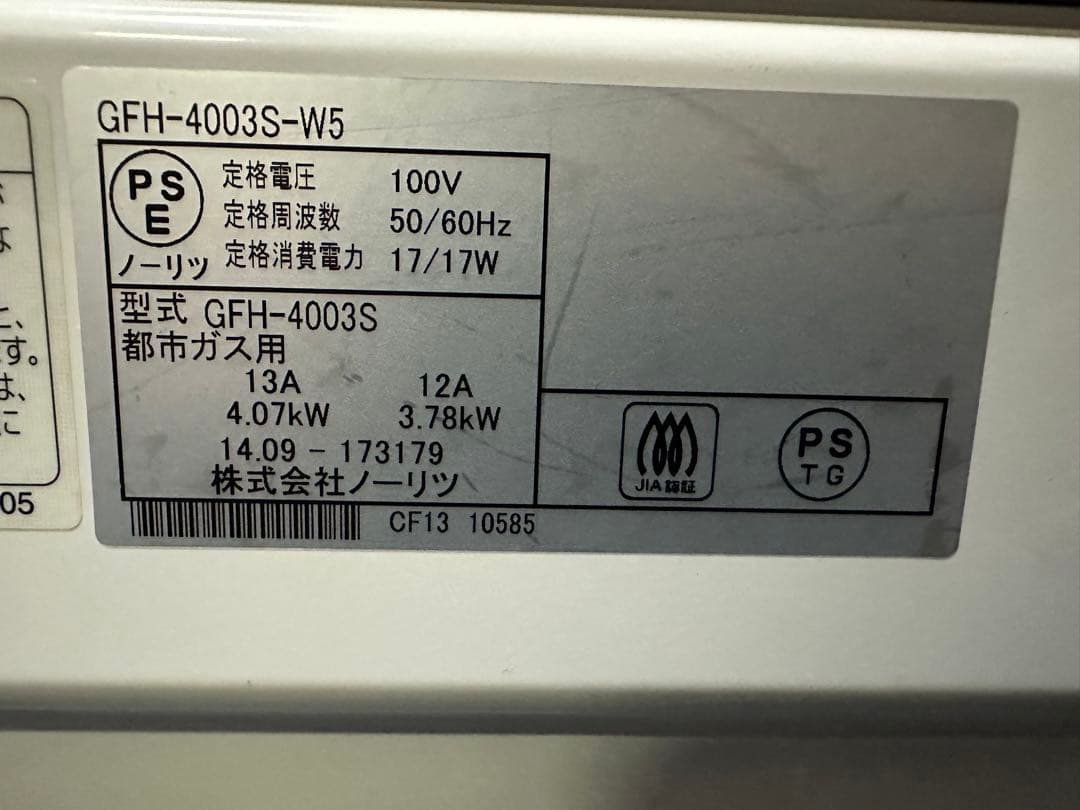 GFH-4003S-W5
PS
E
定格電圧 100V
定格周波数 50/60Hz
定格消費電力 17/17W
ノーリツ
型式 GFH-4003S
都市ガス用
13A 12A
4.07kW 3.78kW
14.09 - 173179
株式会社ノーリツ
JIA 認証
PS
TG
CF13 10585
す。
は、
に
05